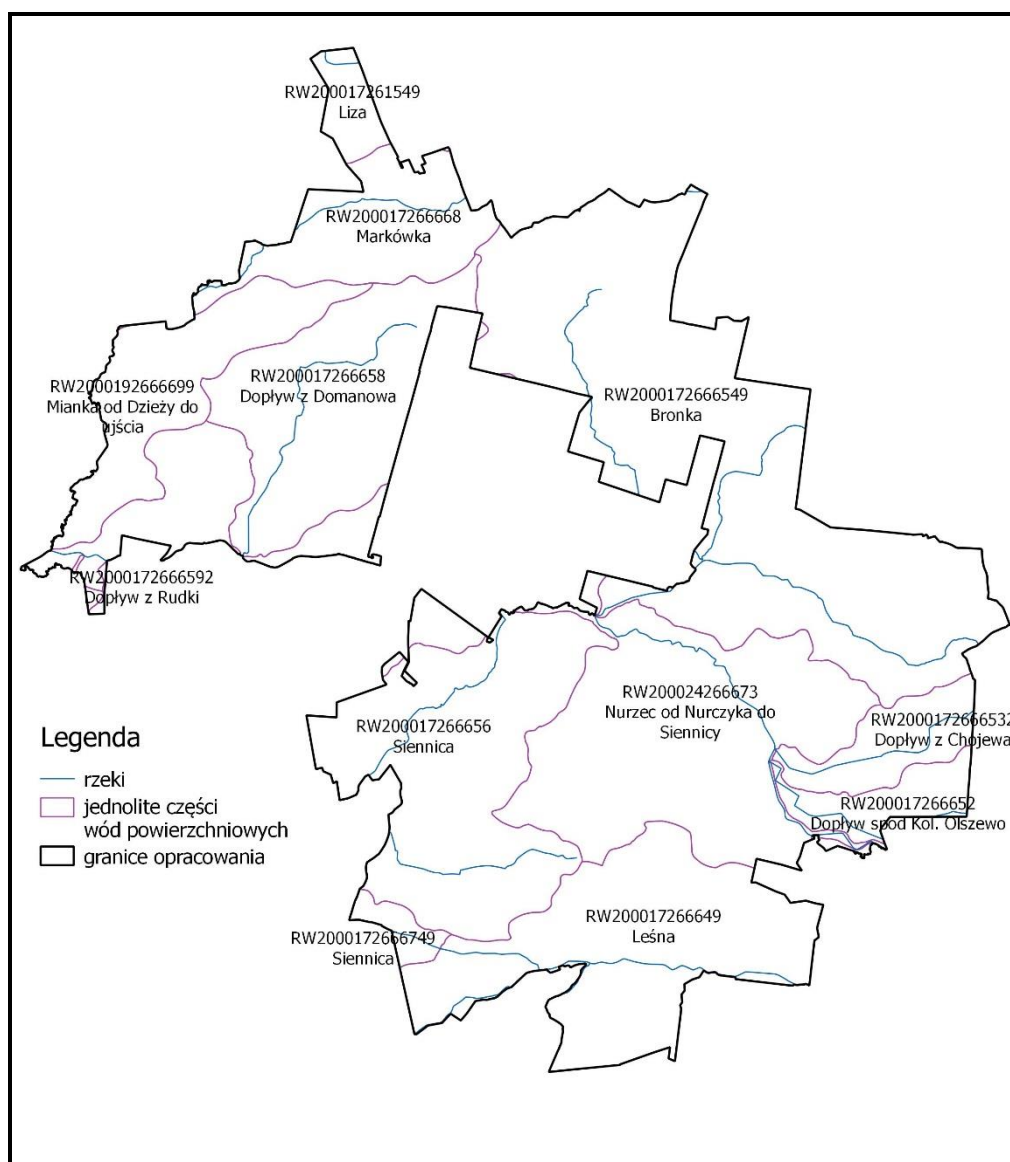 RW200017261549
Liza
RW200017266668
Markówka
RW2000192666699
Mianka od Dzieży do
ujścia
RW200017266658
Dopływ z Domanowa
RW2000172666549
Bronka
RW2000172666592
Dopływ z Rudki
RW200017266656
Siennica
RW200024266673
Nurzec od Nurczyka do
Siennicy
RW2000172666532
Dopływ z Chojewa
RW200017266652
Dopływ spod Kol. Olszewo
RW200017266649
Leśna
RW2000172666749
Siennica
Legenda
rzeki
jednolite części
wód powierzchniowych
granice opracowania